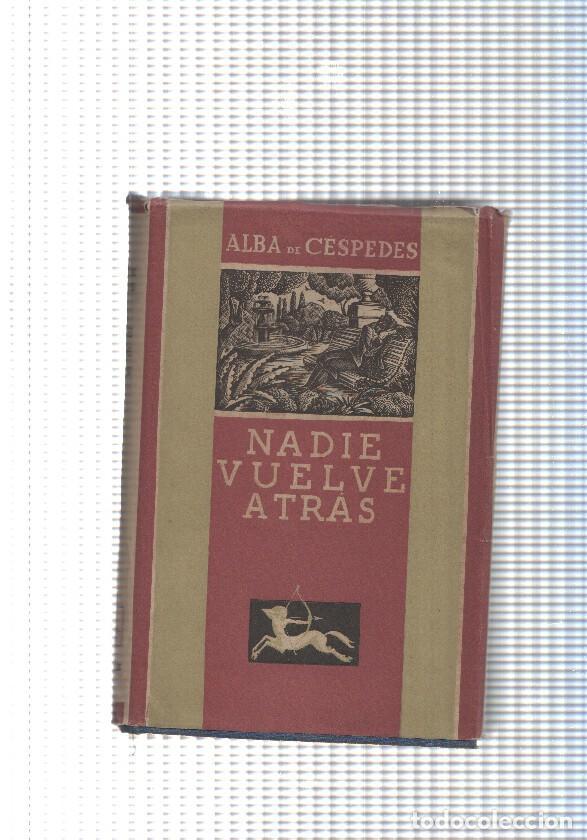 ALBA DE CÉSPEDES
NADIE
VUELVE
ATRÁS
todocoleccion